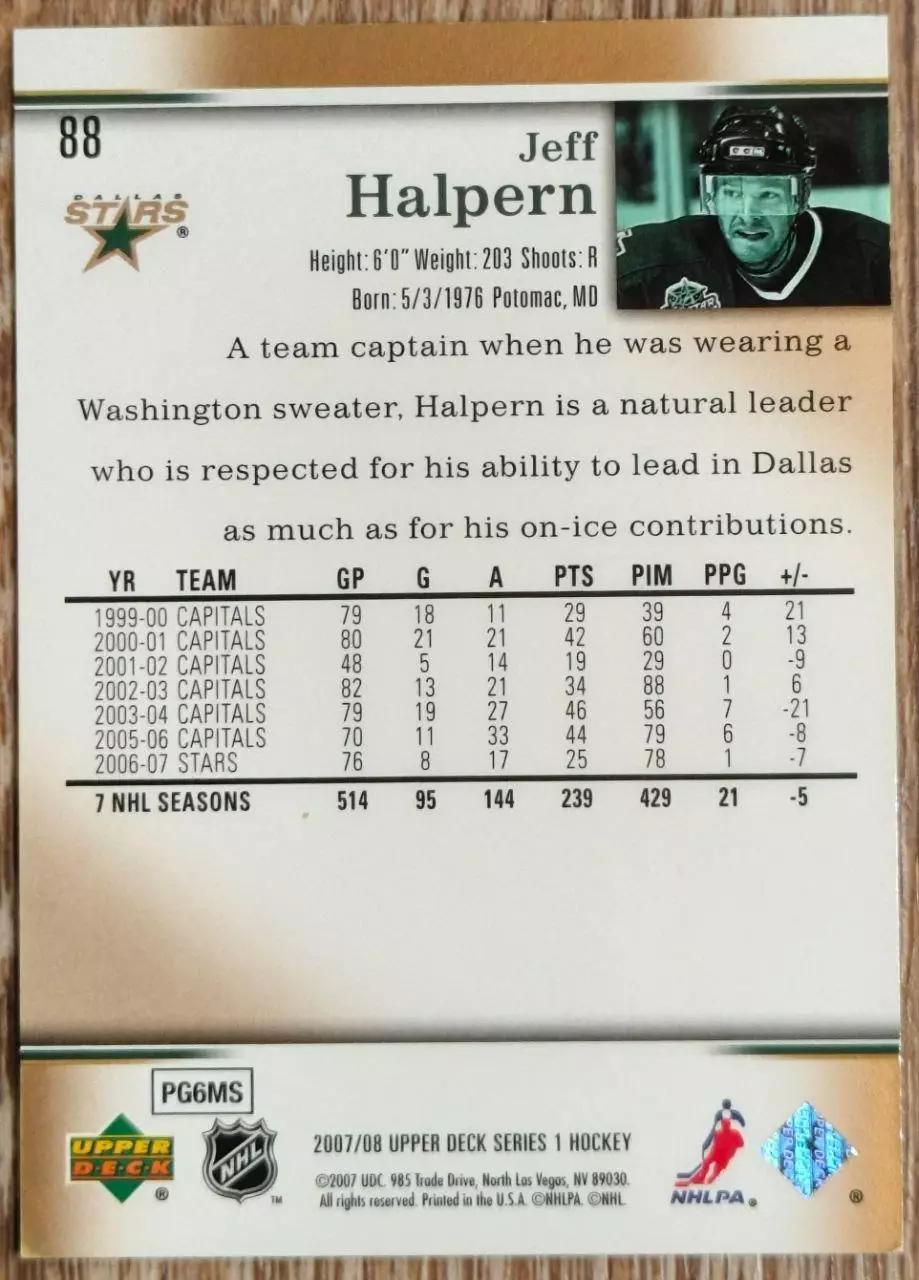 88
Jeff
Halpern
DALLAS
STARS ®
Height: 6'0" Weight: 203 Shoots: R
Born: 5/3/1976 Potomac, MD
A team captain when he was wearing a
Washington sweater, Halpern is a natural leader
who is respected for his ability to lead in Dallas
as much as for his on-ice contributions.
YR TEAM GP G A PTS PIM PPG +/-
1999-00 CAPITALS 79 18 11 29 39 4 21
2000-01 CAPITALS 80 21 21 42 60 2 13
2001-02 CAPITALS 48 5 14 19 29 0 -9
2002-03 CAPITALS 82 13 21 34 88 1 6
2003-04 CAPITALS 79 19 27 46 56 7 -21
2005-06 CAPITALS 70 11 33 44 79 6 -8
2006-07 STARS 76 8 17 25 78 1 -7
7 NHL SEASONS 514 95 144 239 429 21 -5
PG6MS
UPPER
DECK ®
NHL ™
2007/08 UPPER DECK SERIES 1 HOCKEY
©2007 UDC. 985 Trade Drive, North Las Vegas, NV 89030.
All rights reserved. Printed in the U.S.A. ©NHLPA. ©NHL.
NHLPA ®
®